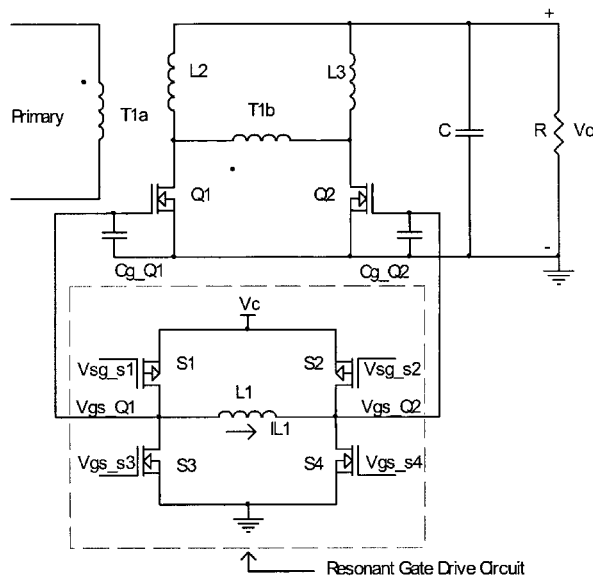 +
L2
L3
T1b
Primary
T1a
C
R
Vo
Q1
Q2
-
Cg_Q1
Cg_Q2
Vc
Vsg_s1
S1
S2
Vsg_s2
L1
Vgs_Q1
Vgs_Q2
IL1
Vgs_s3
S3
S4
Vgs_s4
Resonant Gate Drive Circuit